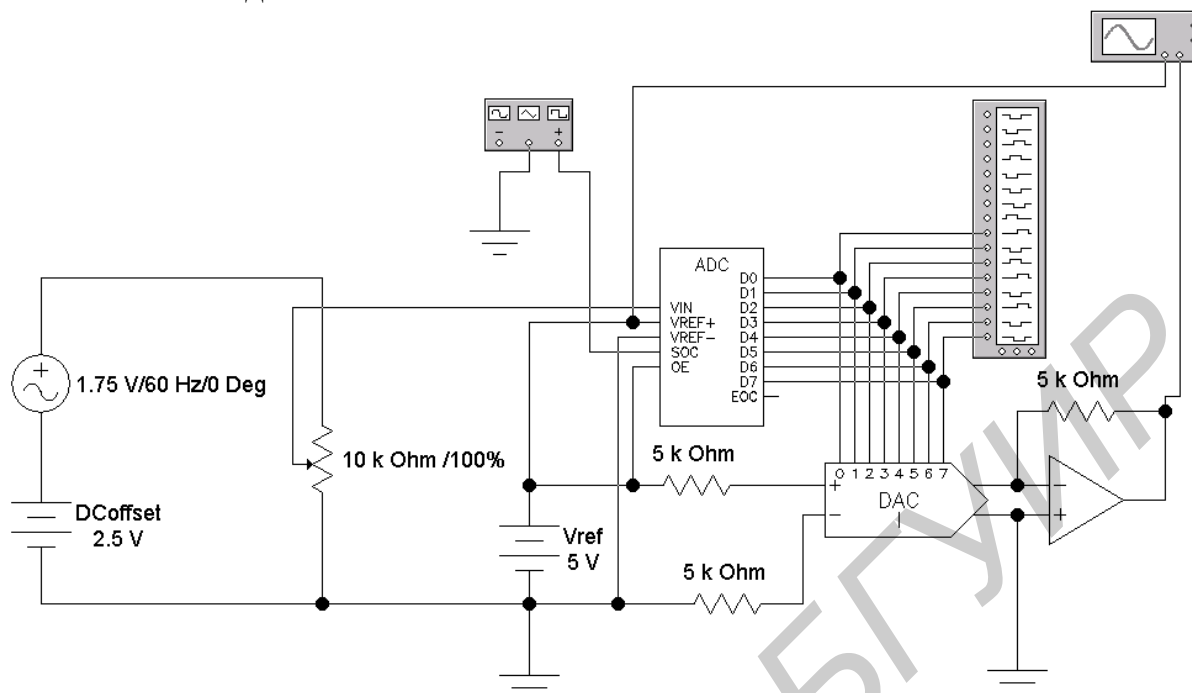 ADC
VIN
VREF+
VREF-
SOC
OE
D0
D1
D2
D3
D4
D5
D6
D7
EOC
− +
+
1.75 V/60 Hz/0 Deg
10 k Ohm /100%
DCoffset
2.5 V
Vref
5 V
5 k Ohm
5 k Ohm
5 k Ohm
0 1 2 3 4 5 6 7
+
−
DAC
I
−
+
БГУИР